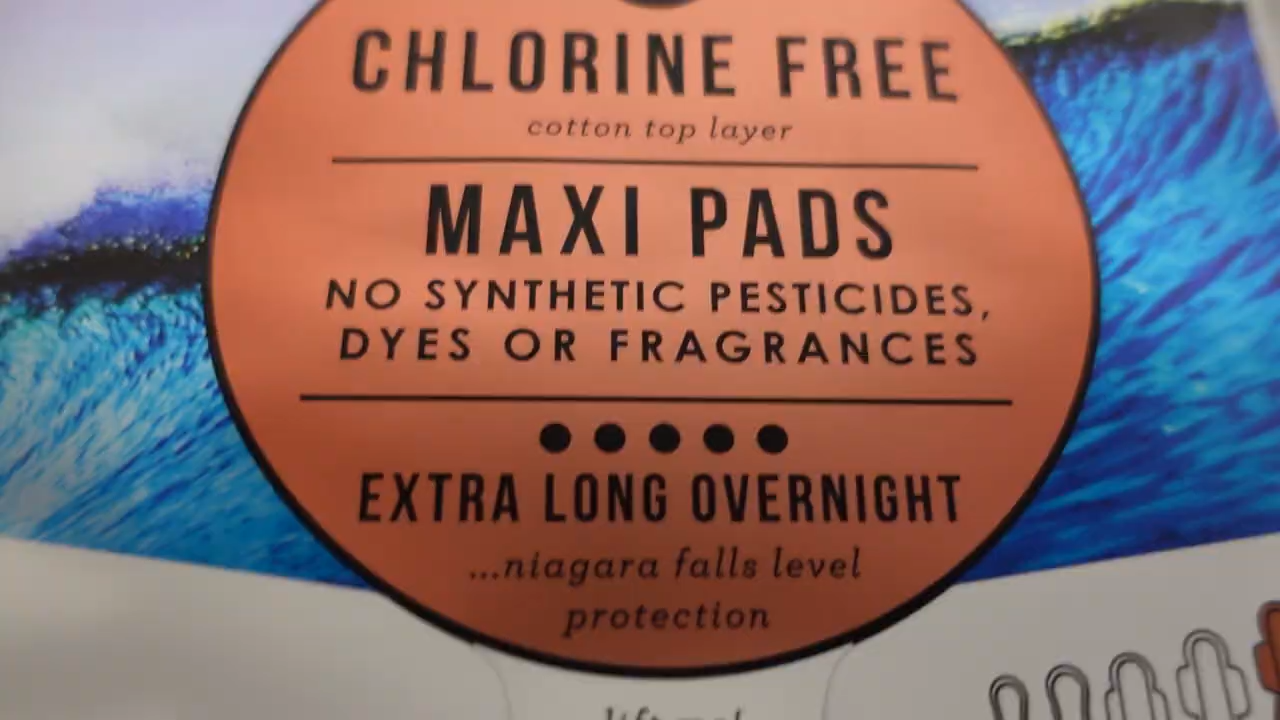 CHLORINE FREE
cotton top layer
MAXI PADS
NO SYNTHETIC PESTICIDES,
DYES OR FRAGRANCES
EXTRA LONG OVERNIGHT
...niagara falls level
protection